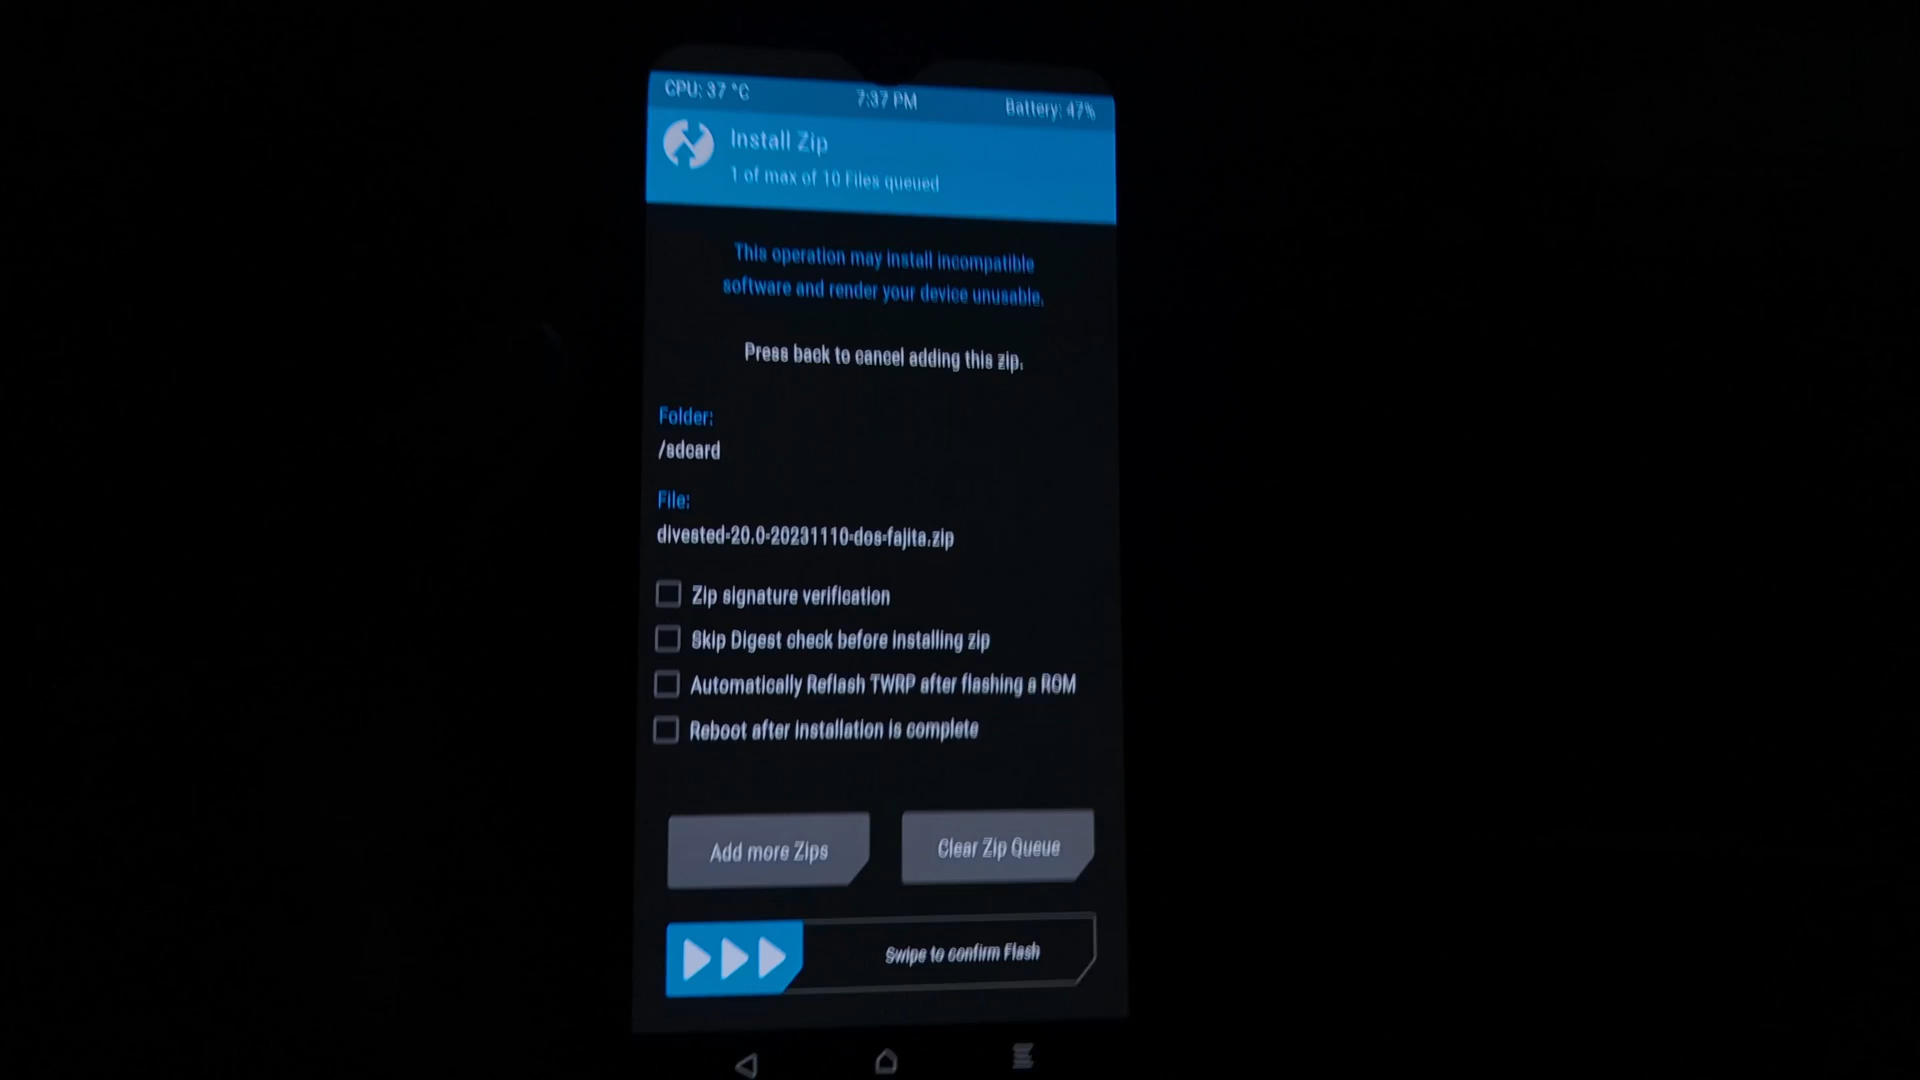 CPU: 37 °C 7:37 PM Battery: 47%
Install Zip
1 of max of 10 Files queued
This operation may install incompatible
software and render your device unusable.
Press back to cancel adding this zip.
Folder:
/sdcard
File:
divested-20.0-20231110-dos-fajita.zip
Zip signature verification
Skip Digest check before installing zip
Automatically Reflash TWRP after flashing a ROM
Reboot after installation is complete
Add more Zips Clear Zip Queue
Swipe to confirm Flash